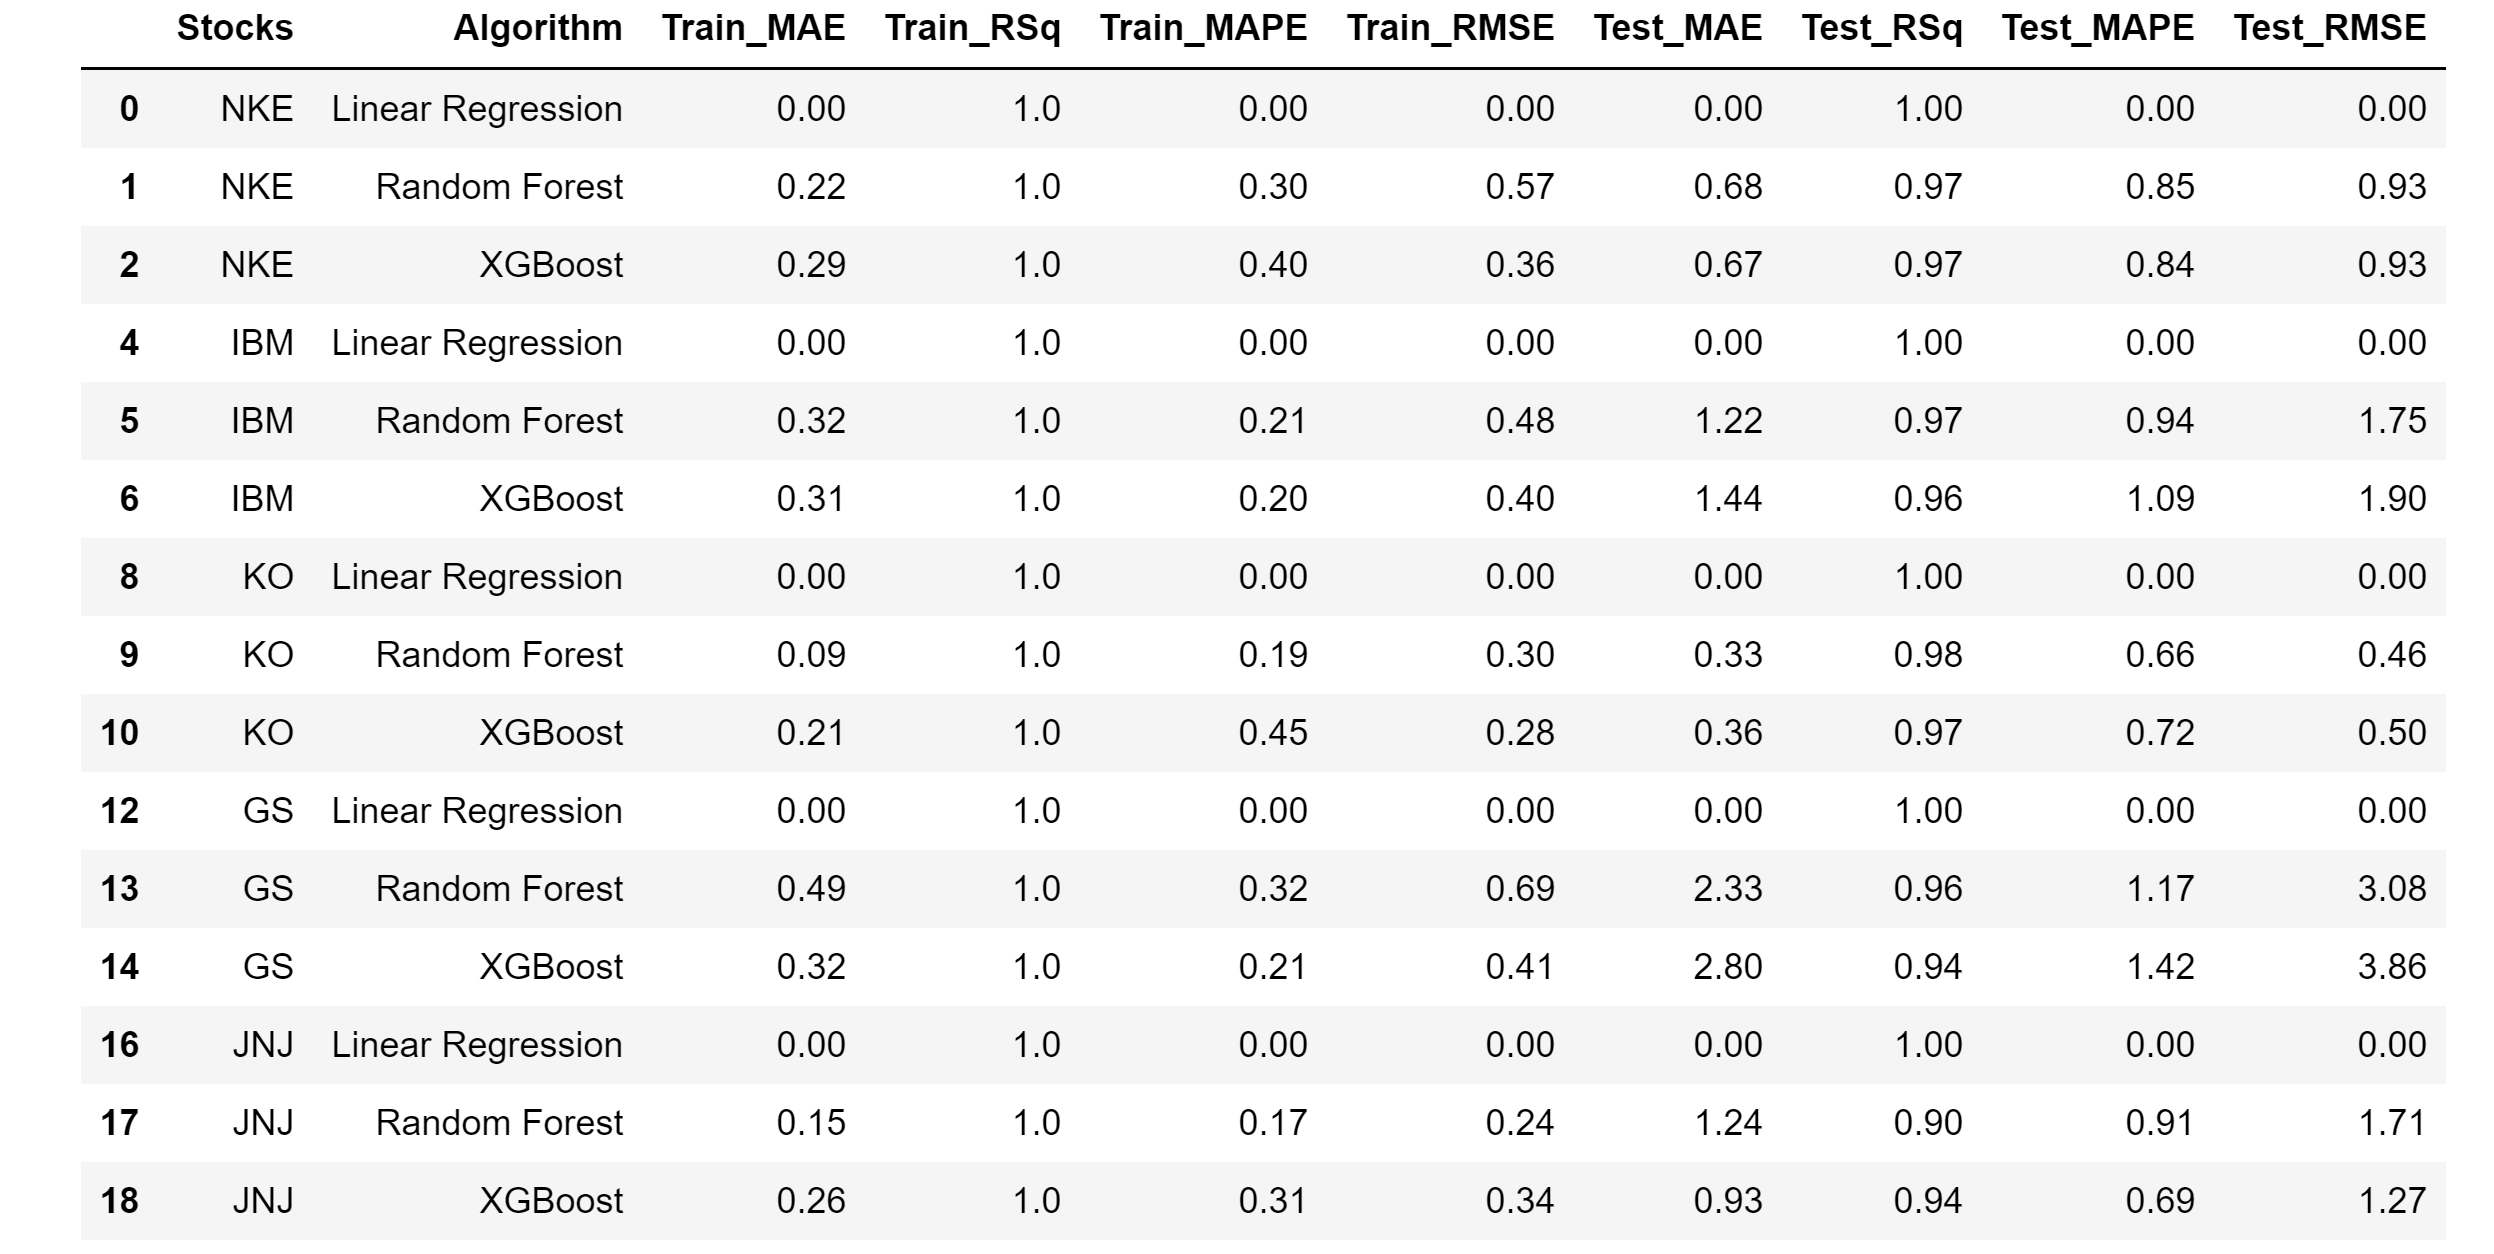 Stocks Algorithm Train_MAE Train_RSq Train_MAPE Train_RMSE Test_MAE Test_RSq Test_MAPE Test_RMSE
0 NKE Linear Regression 0.00 1.0 0.00 0.00 0.00 1.00 0.00 0.00
1 NKE Random Forest 0.22 1.0 0.30 0.57 0.68 0.97 0.85 0.93
2 NKE XGBoost 0.29 1.0 0.40 0.36 0.67 0.97 0.84 0.93
4 IBM Linear Regression 0.00 1.0 0.00 0.00 0.00 1.00 0.00 0.00
5 IBM Random Forest 0.32 1.0 0.21 0.48 1.22 0.97 0.94 1.75
6 IBM XGBoost 0.31 1.0 0.20 0.40 1.44 0.96 1.09 1.90
8 KO Linear Regression 0.00 1.0 0.00 0.00 0.00 1.00 0.00 0.00
9 KO Random Forest 0.09 1.0 0.19 0.30 0.33 0.98 0.66 0.46
10 KO XGBoost 0.21 1.0 0.45 0.28 0.36 0.97 0.72 0.50
12 GS Linear Regression 0.00 1.0 0.00 0.00 0.00 1.00 0.00 0.00
13 GS Random Forest 0.49 1.0 0.32 0.69 2.33 0.96 1.17 3.08
14 GS XGBoost 0.32 1.0 0.21 0.41 2.80 0.94 1.42 3.86
16 JNJ Linear Regression 0.00 1.0 0.00 0.00 0.00 1.00 0.00 0.00
17 JNJ Random Forest 0.15 1.0 0.17 0.24 1.24 0.90 0.91 1.71
18 JNJ XGBoost 0.26 1.0 0.31 0.34 0.93 0.94 0.69 1.27